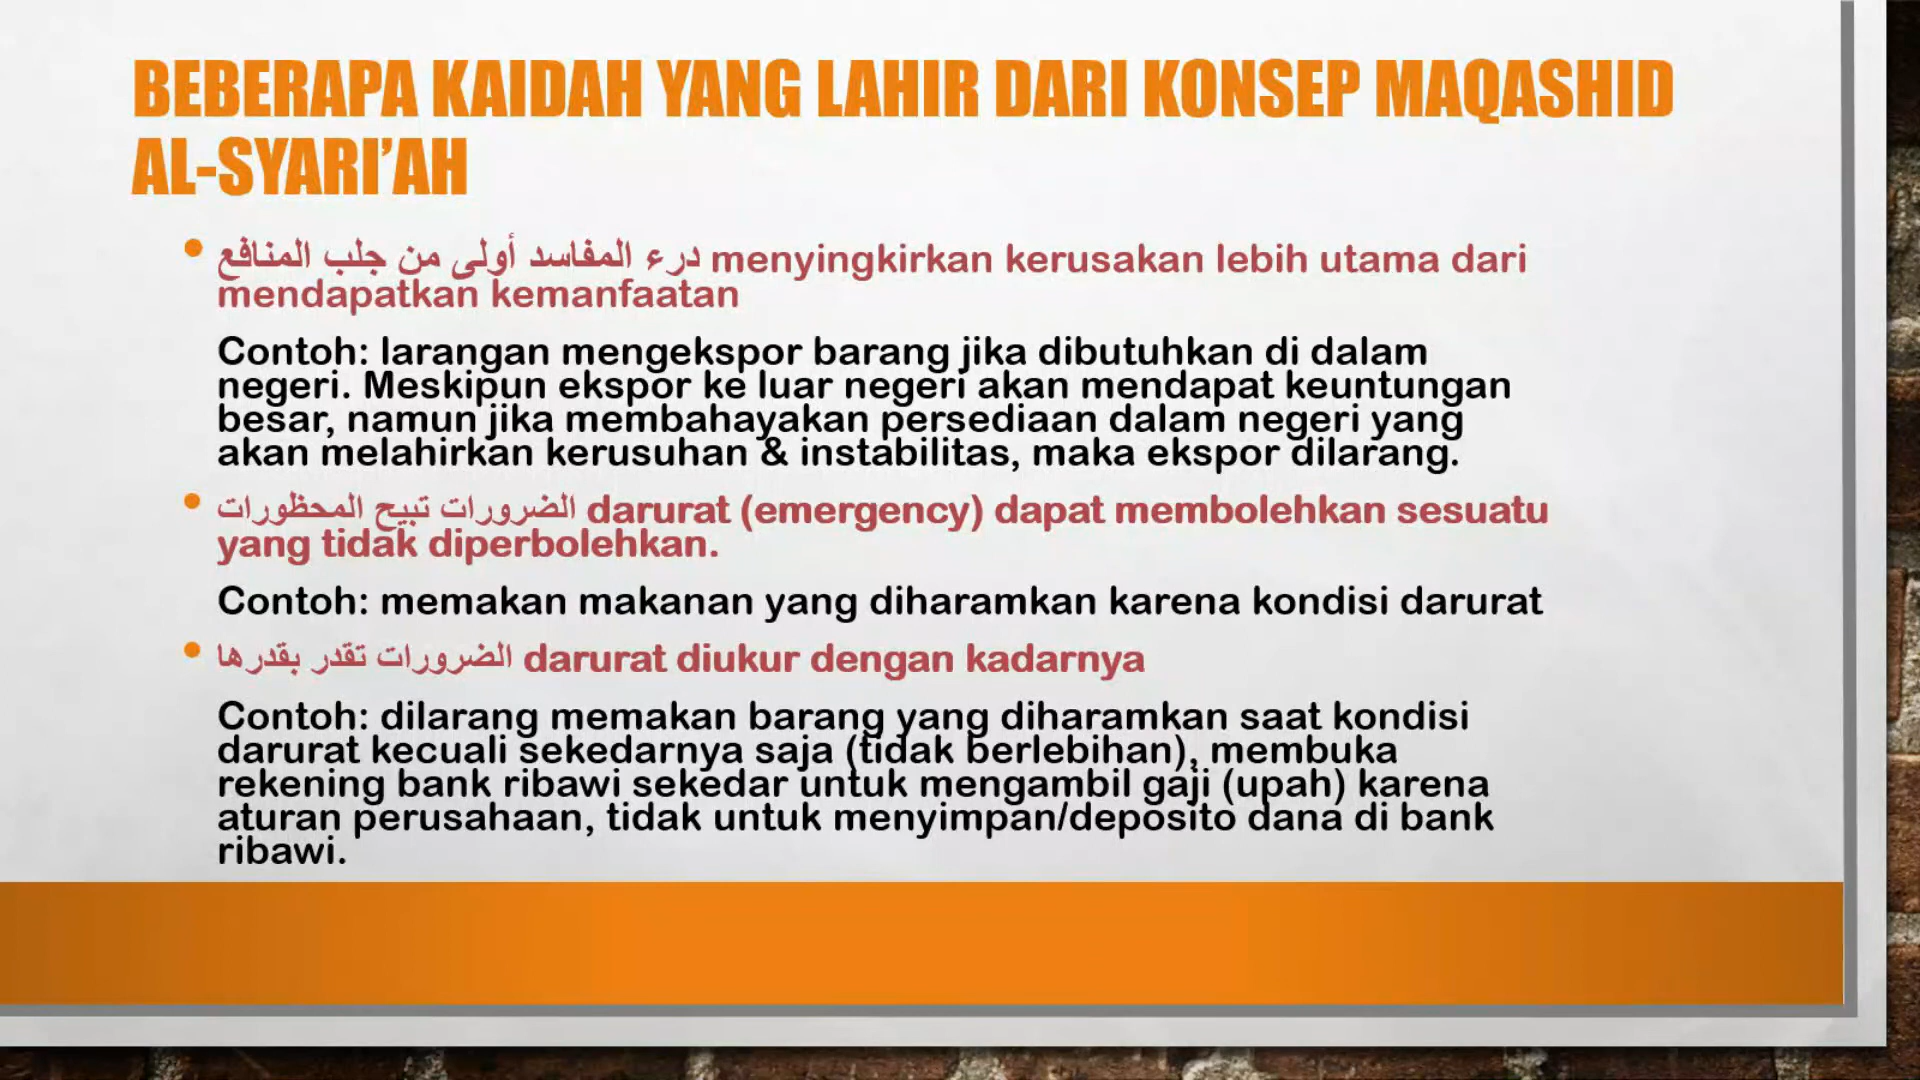 BEBERAPA KAIDAH YANG LAHIR DARI KONSEP MAQASHID
AL-SYARI’AH
• درء المفاسد أولى من جلب المنافع menyingkirkan kerusakan lebih utama dari
mendapatkan kemanfaatan
Contoh: larangan mengekspor barang jika dibutuhkan di dalam
negeri. Meskipun ekspor ke luar negeri akan mendapat keuntungan
besar, namun jika membahayakan persediaan dalam negeri yang
akan melahirkan kerusuhan & instabilitas, maka ekspor dilarang.
• الضرورات تبيح المحظورات darurat (emergency) dapat membolehkan sesuatu
yang tidak diperbolehkan.
Contoh: memakan makanan yang diharamkan karena kondisi darurat
• الضرورات تقدر بقدرها darurat diukur dengan kadarnya
Contoh: dilarang memakan barang yang diharamkan saat kondisi
darurat kecuali sekedarnya saja (tidak berlebihan), membuka
rekening bank ribawi sekedar untuk mengambil gaji (upah) karena
aturan perusahaan, tidak untuk menyimpan/deposito dana di bank
ribawi.